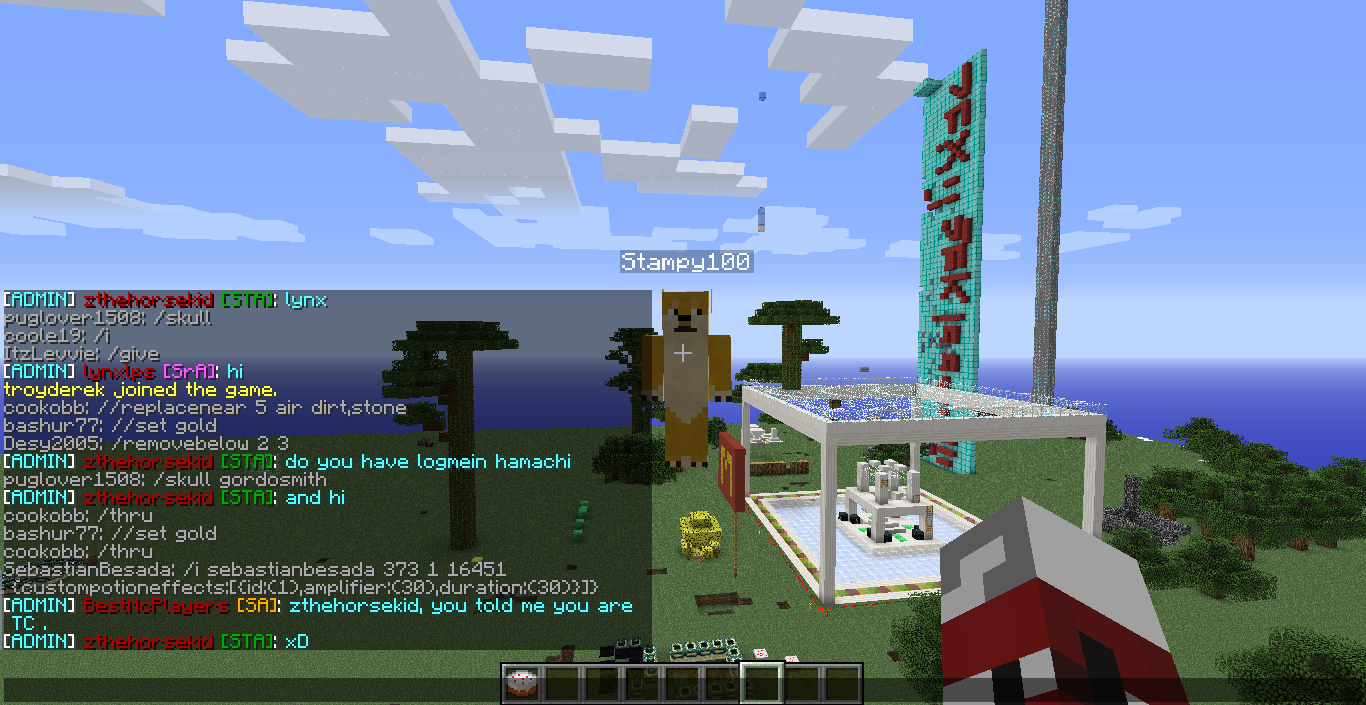 Stampy100
[ADMIN] zthehorsekid [STA]: lynx
puglover1508: /skull
coole19: /i
ItzLevvie: /give
[ADMIN] lynxlps [SrA]: hi
troyderek joined the game.
cookobb: //replacenear 5 air dirt,stone
bashur77: //set gold
Desy2005: /removebelow 2 3
[ADMIN] zthehorsekid [STA]: do you have logmein hamachi
puglover1508: /skull gordosmith
[ADMIN] zthehorsekid [STA]: and hi
cookobb: /thru
bashur77: //set gold
cookobb: /thru
SebastianBesada: /i sebastianbesada 373 1 16451
{custompotioneffects:[{id:(1),amplifier:(30),duration:(30)}]}
[ADMIN] BestMcPlayers [SA]: zthehorsekid, you told me you are
TC .
[ADMIN] zthehorsekid [STA]: xD